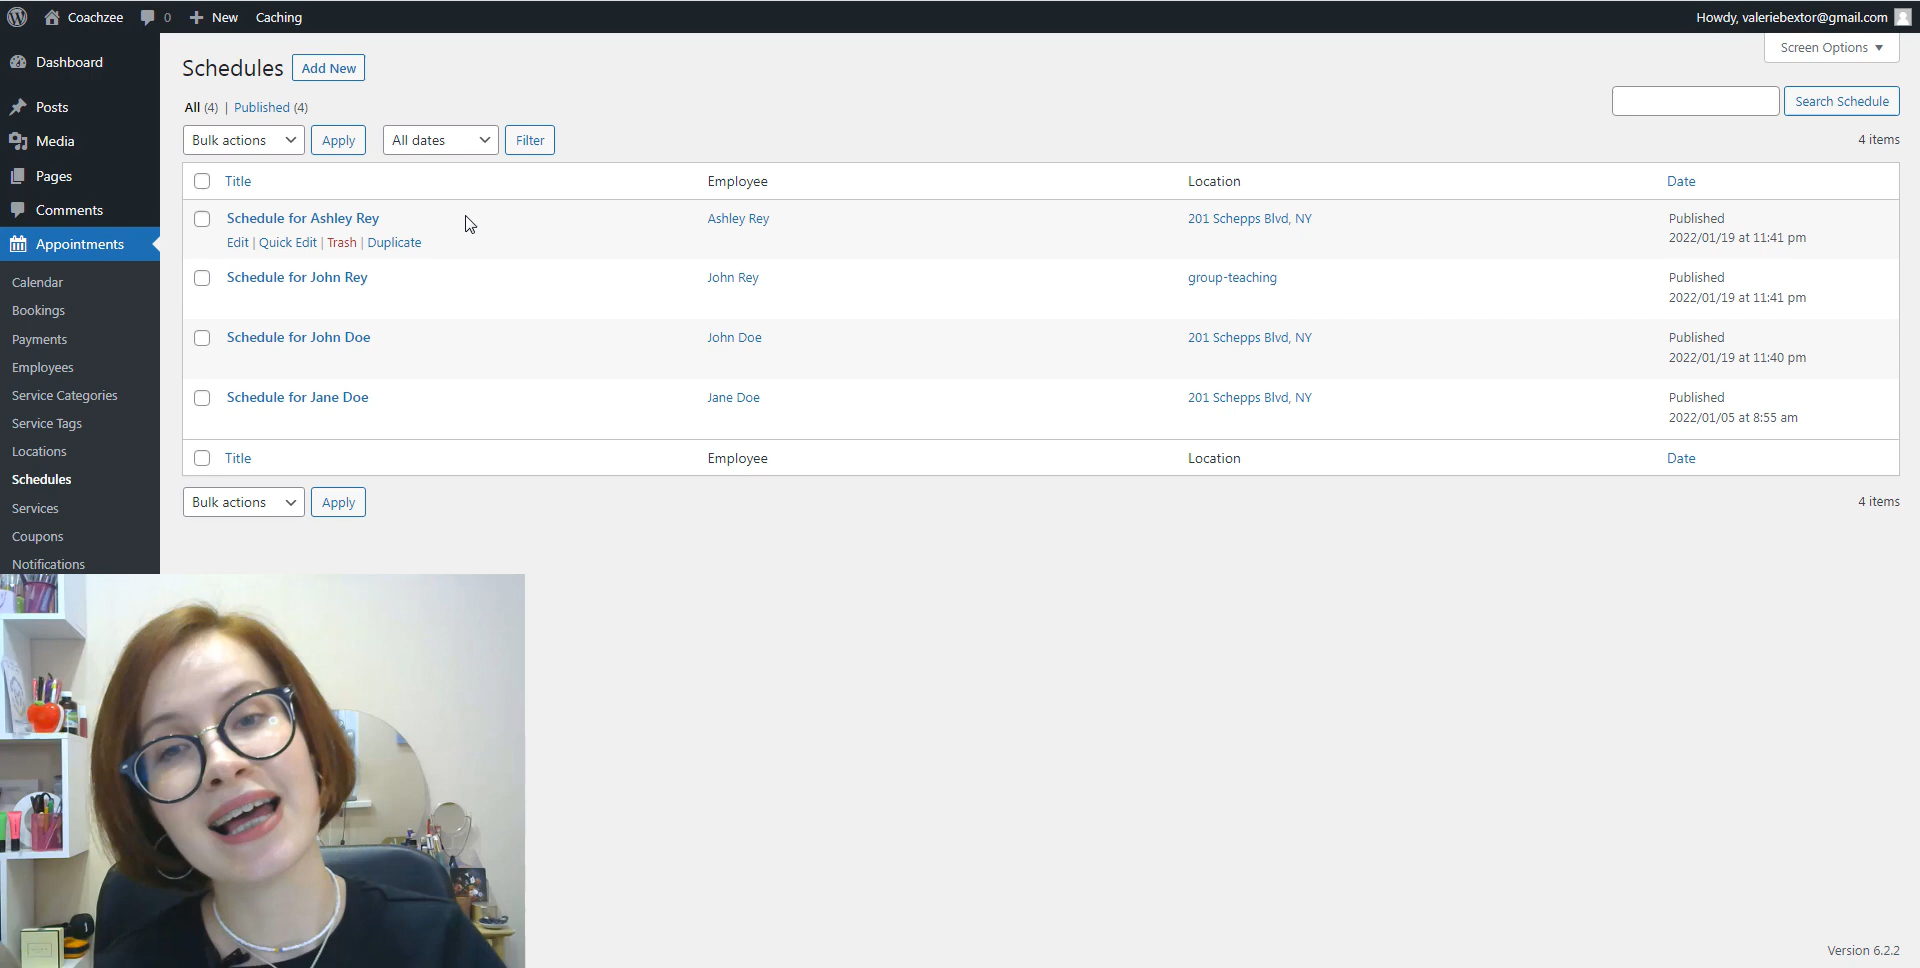 Coachzee 0 New Caching Howdy, valeriebextor@gmail.com
Screen Options
Dashboard
Posts
Media
Pages
Comments
Appointments
Calendar
Bookings
Payments
Employees
Service Categories
Service Tags
Locations
Schedules
Services
Coupons
Notifications
Schedules Add New
All (4) | Published (4)
Search Schedule
Bulk actions Apply All dates Filter 4 items
Title Employee Location Date
Schedule for Ashley Rey Ashley Rey 201 Schepps Blvd, NY Published
Edit | Quick Edit | Trash | Duplicate 2022/01/19 at 11:41 pm
Schedule for John Rey John Rey group-teaching Published
2022/01/19 at 11:41 pm
Schedule for John Doe John Doe 201 Schepps Blvd, NY Published
2022/01/19 at 11:40 pm
Schedule for Jane Doe Jane Doe 201 Schepps Blvd, NY Published
2022/01/05 at 8:55 am
Title Employee Location Date
Bulk actions Apply 4 items
Version 6.2.2